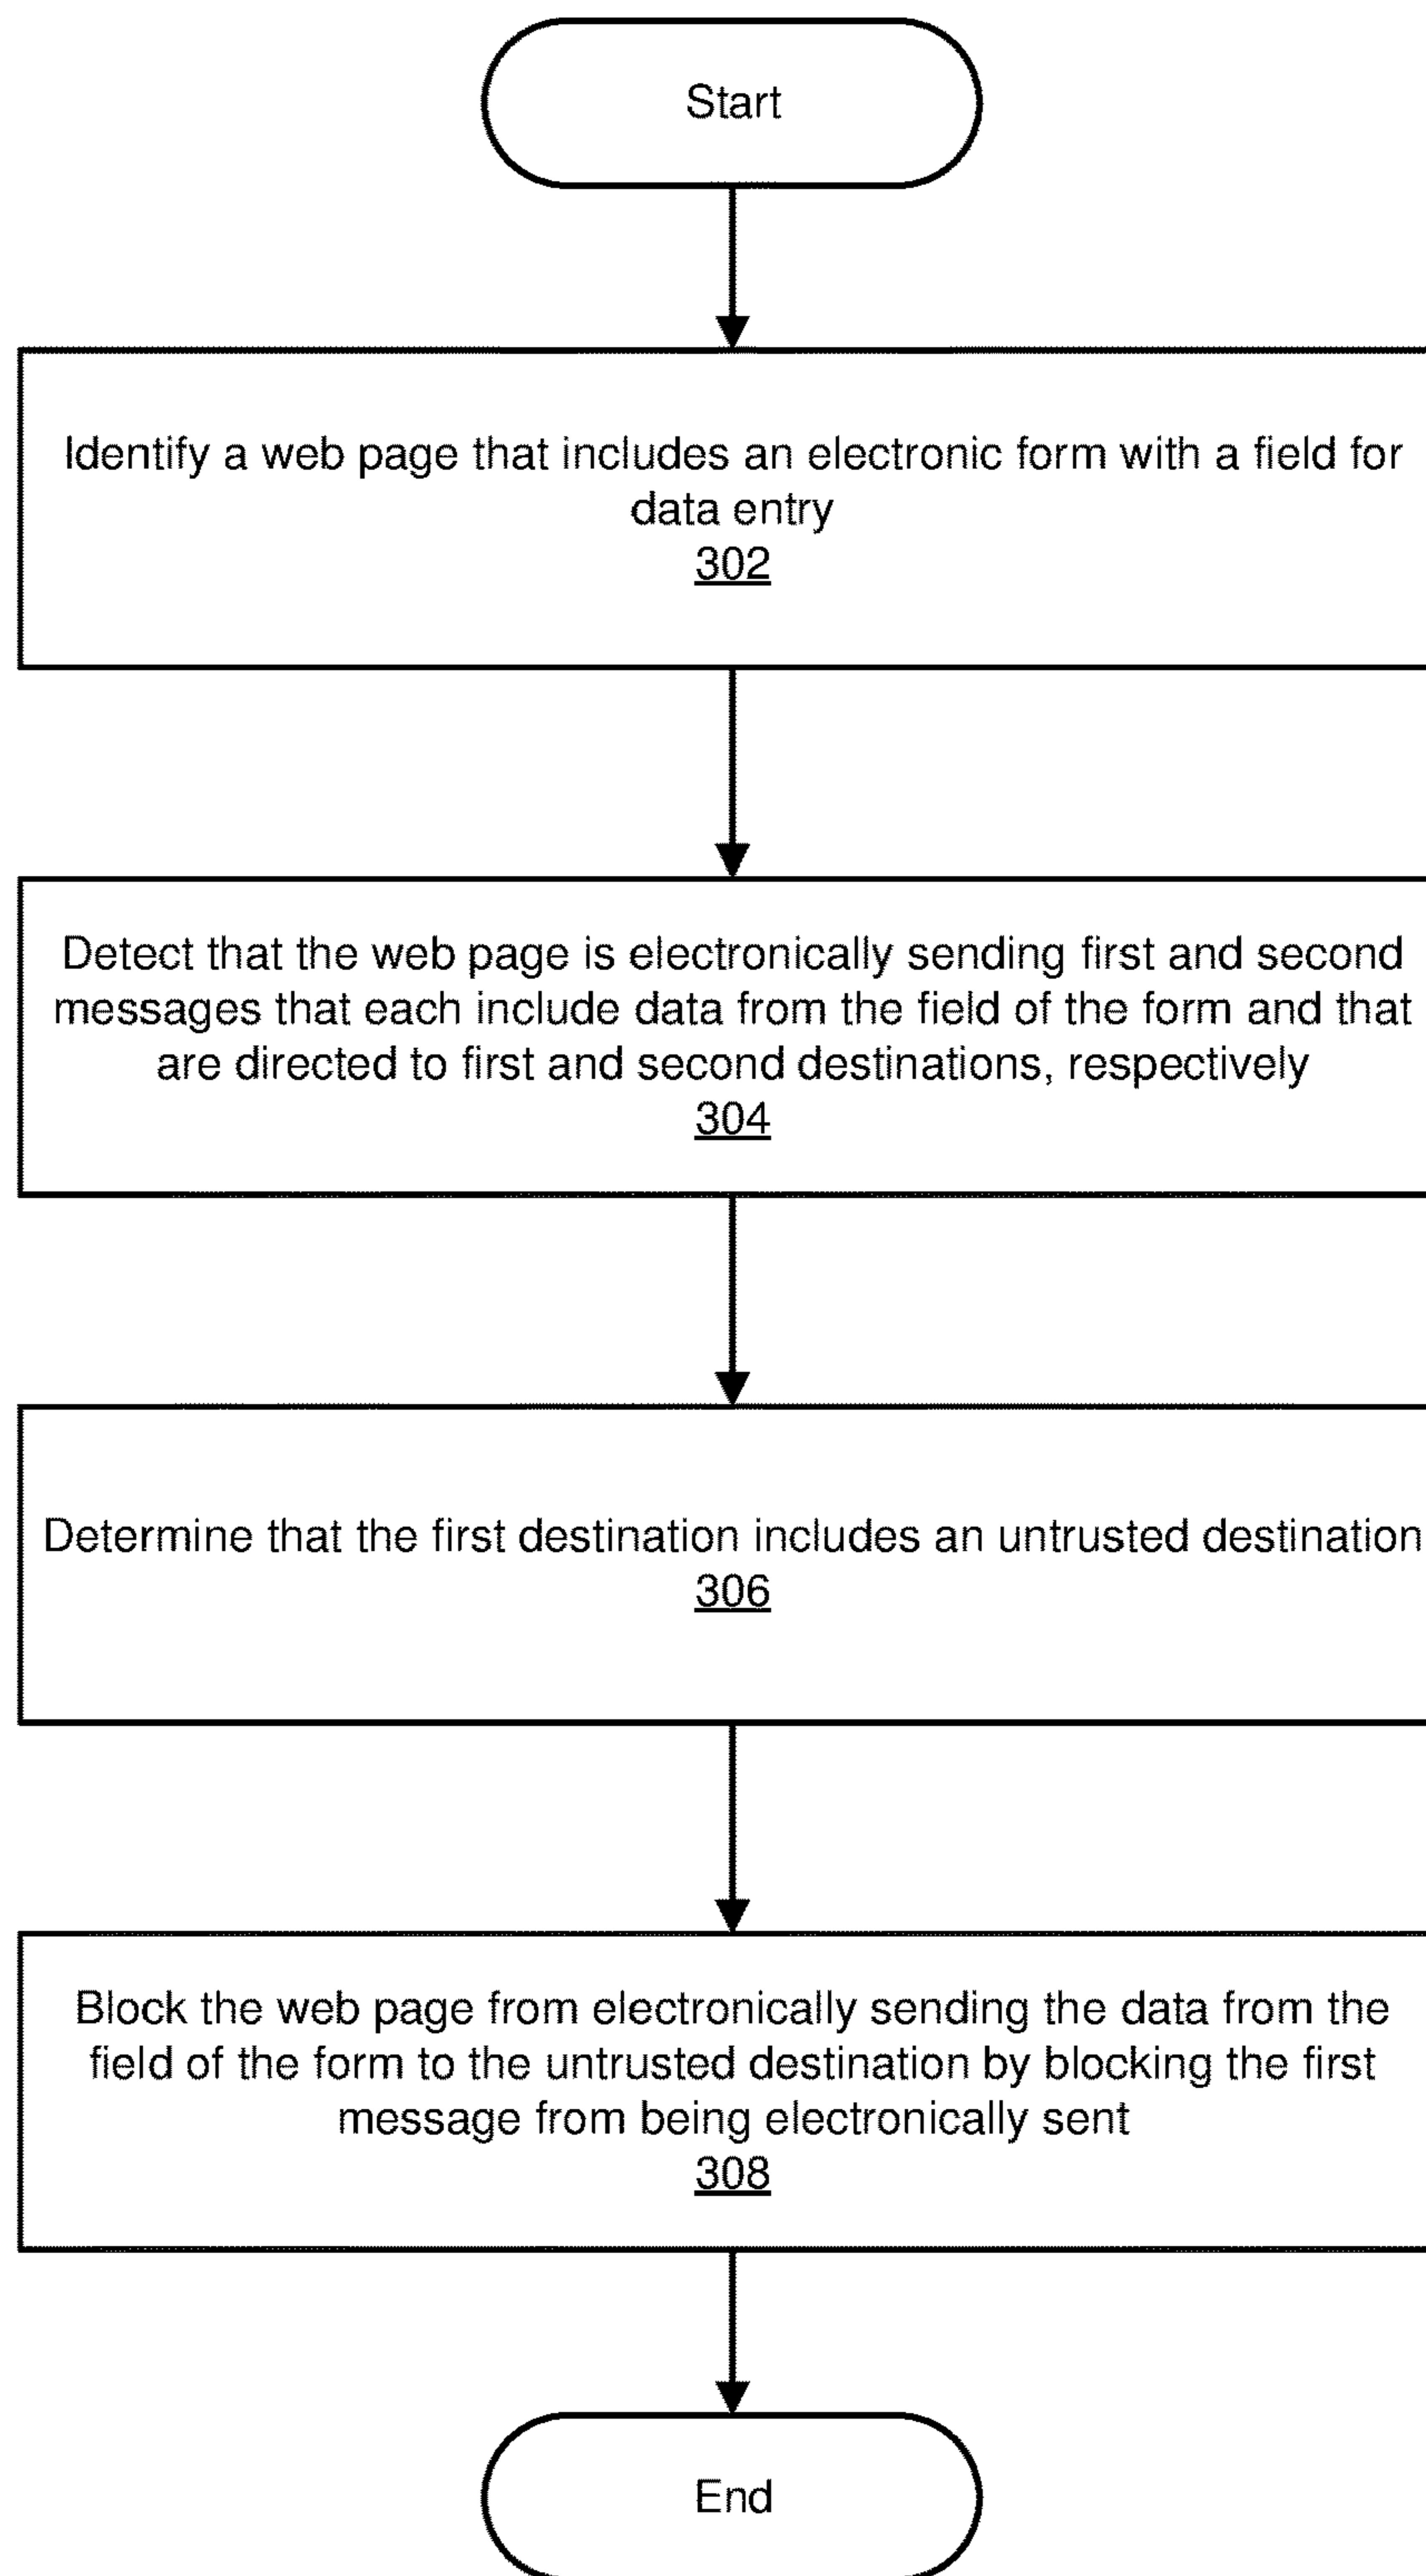 Start
Identify a web page that includes an electronic form with a field for
data entry
302
Detect that the web page is electronically sending first and second
messages that each include data from the field of the form and that
are directed to first and second destinations, respectively
304
Determine that the first destination includes an untrusted destination
306
Block the web page from electronically sending the data from the
field of the form to the untrusted destination by blocking the first
message from being electronically sent
308
End